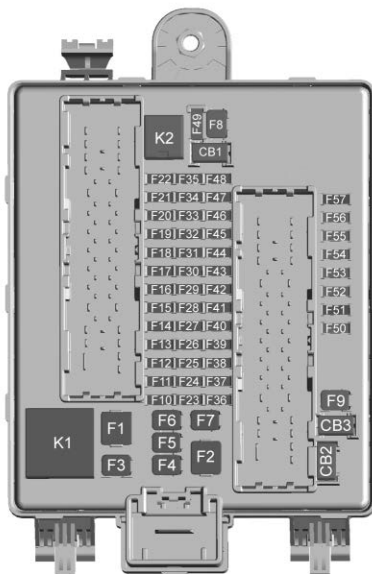 F49 F8
K2
CB1
F22 F35 F48
F21 F34 F47 F57
F20 F33 F46 F56
F19 F32 F45 F55
F18 F31 F44 F54
F17 F30 F43 F53
F16 F29 F42 F52
F15 F28 F41 F51
F14 F27 F40 F50
F13 F26 F39
F12 F25 F38
F11 F24 F37
F10 F23 F36 F9
K1 F1 F6 F7 CB3
F5
F3 F4 F2 CB2